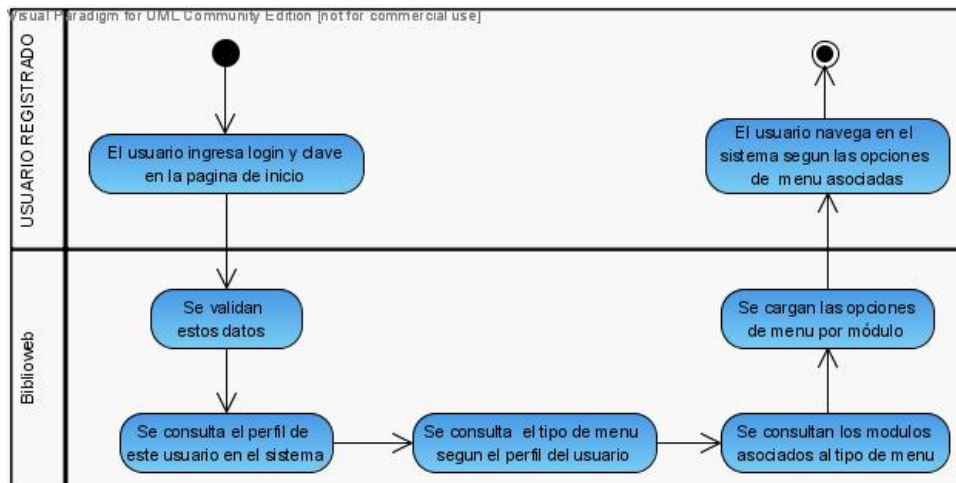 Visual Paradigm for UML Community Edition [not for commercial use]
USUARIO REGISTRADO
El usuario ingresa login y clave
en la pagina de inicio
El usuario navega en el
sistema segun las opciones
de menu asociadas
Biblioweb
Se validan
estos datos
Se cargan las opciones
de menu por módulo
Se consulta el perfil de
este usuario en el sistema
Se consulta el tipo de menu
segun el perfil del usuario
Se consultan los modulos
asociados al tipo de menu